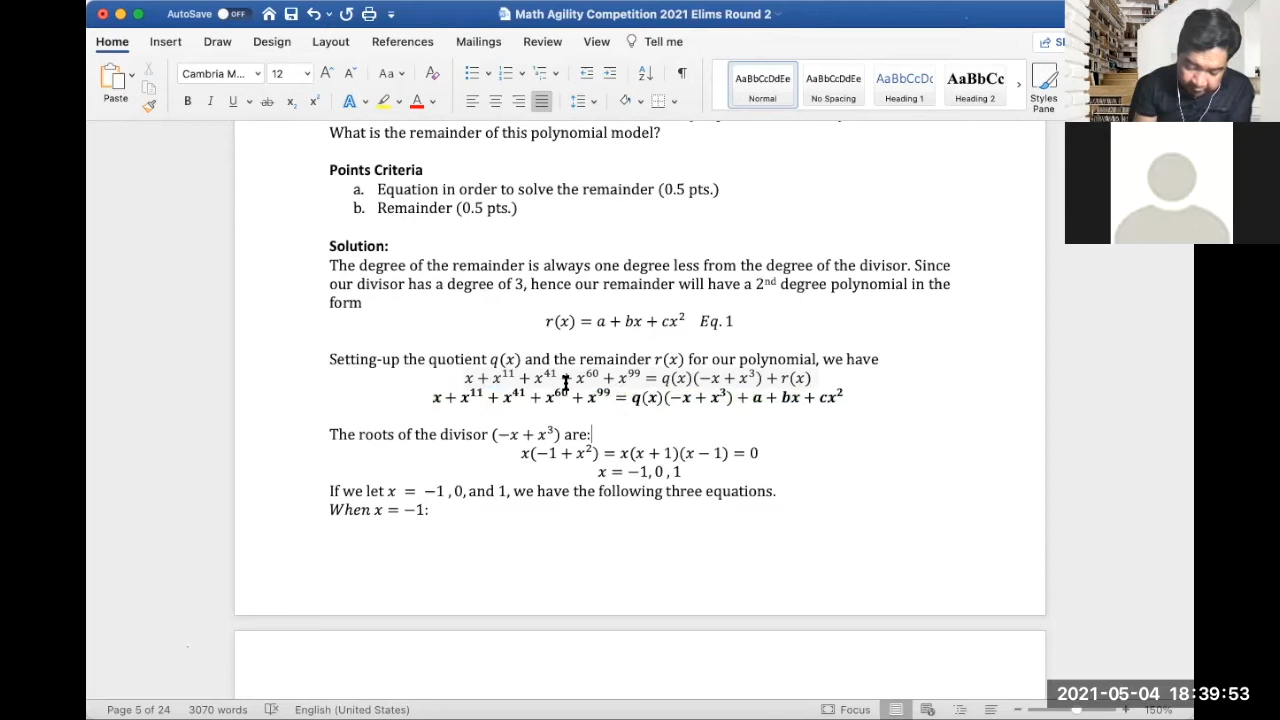 AutoSave OFF Math Agility Competition 2021 Elims Round 2
Home Insert Draw Design Layout References Mailings Review View Tell me
Paste Cambria M... 12 AaBbCcDdEe AaBbCcDdEe AaBbCcDc AaBbCc
Normal No Spacing Heading 1 Heading 2 Styles Pane
What is the remainder of this polynomial model?
Points Criteria
a. Equation in order to solve the remainder (0.5 pts.)
b. Remainder (0.5 pts.)
Solution:
The degree of the remainder is always one degree less from the degree of the divisor. Since
our divisor has a degree of 3, hence our remainder will have a 2ⁿᵈ degree polynomial in the
form
r(x) = a + bx + cx² Eq. 1
Setting-up the quotient q(x) and the remainder r(x) for our polynomial, we have
x + x¹¹ + x⁴¹ + x⁶⁰ + x⁹⁹ = q(x)(−x + x³) + r(x)
x + x¹¹ + x⁴¹ + x⁶⁰ + x⁹⁹ = q(x)(−x + x³) + a + bx + cx²
The roots of the divisor (−x + x³) are:
x(−1 + x²) = x(x + 1)(x − 1) = 0
x = −1, 0 , 1
If we let x = −1 , 0, and 1, we have the following three equations.
When x = −1:
2021-05-04 18:39:53
Page 5 of 24 3070 words English (United States) Focus 150%